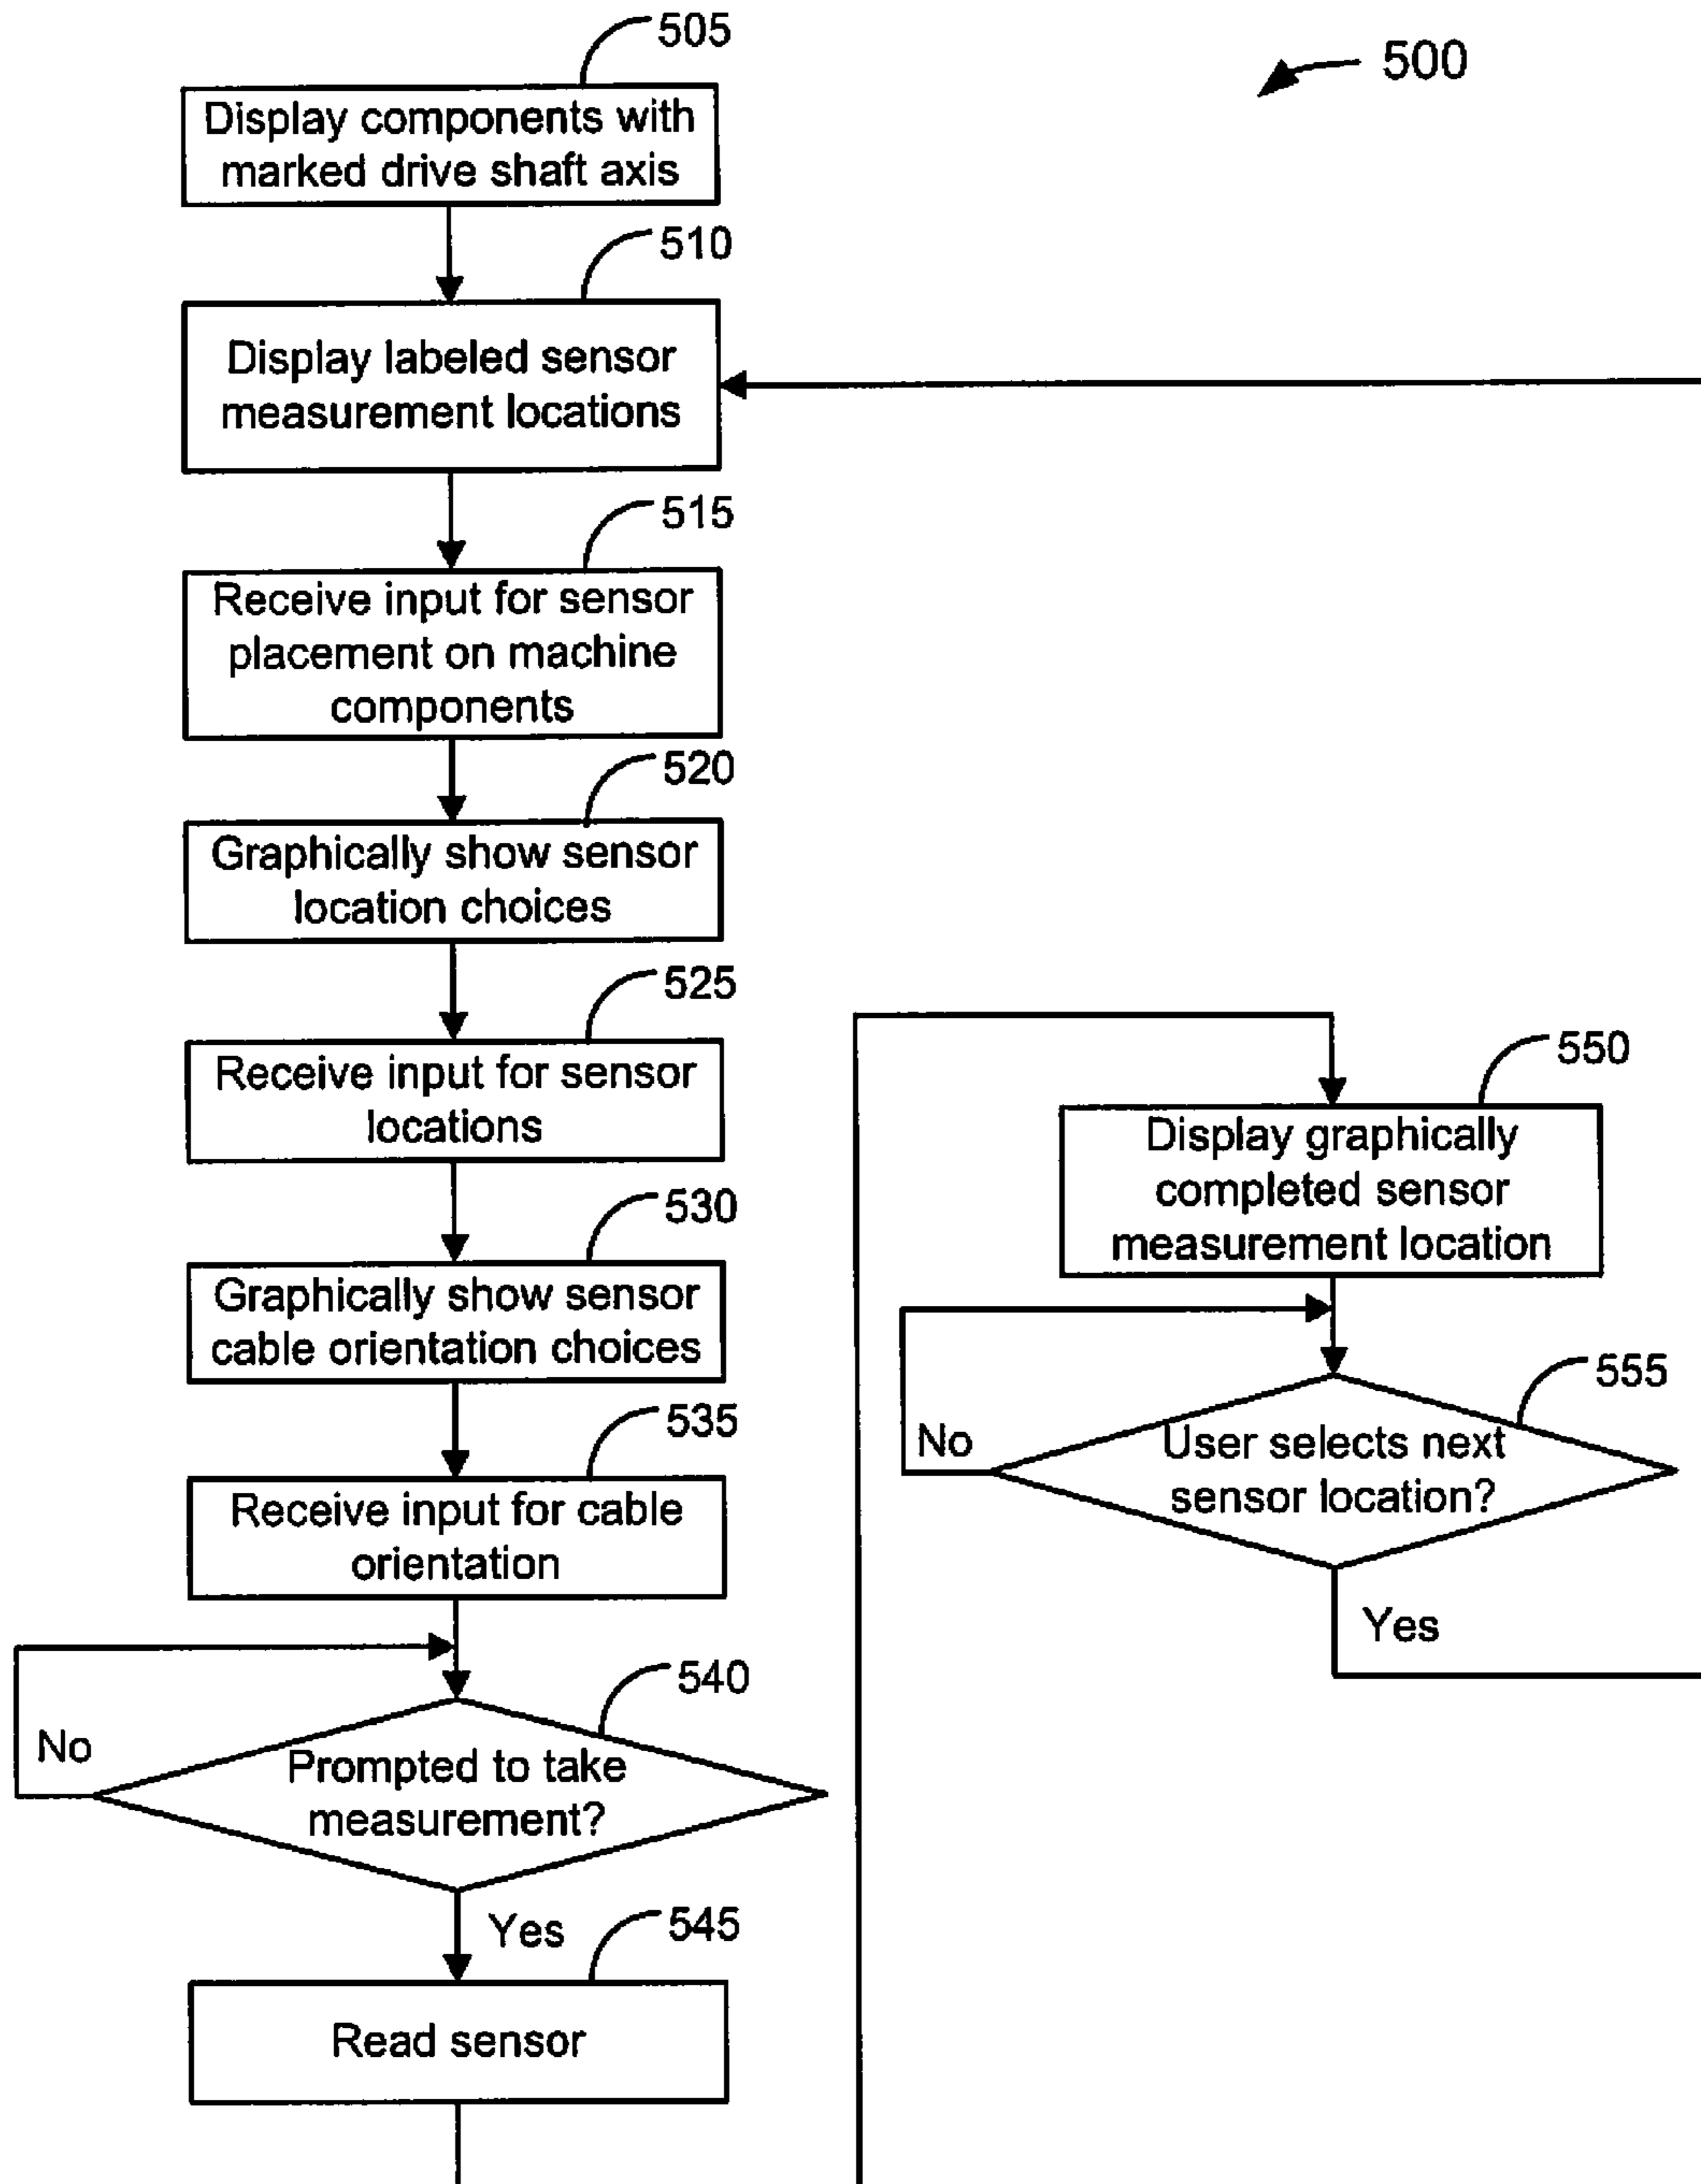 500
505
Display components with
marked drive shaft axis
510
Display labeled sensor
measurement locations
515
Receive input for sensor
placement on machine
components
520
Graphically show sensor
location choices
525
Receive input for sensor
locations
530
Graphically show sensor
cable orientation choices
535
Receive input for cable
orientation
540
No
Prompted to take
measurement?
Yes
545
Read sensor
550
Display graphically
completed sensor
measurement location
555
No
User selects next
sensor location?
Yes